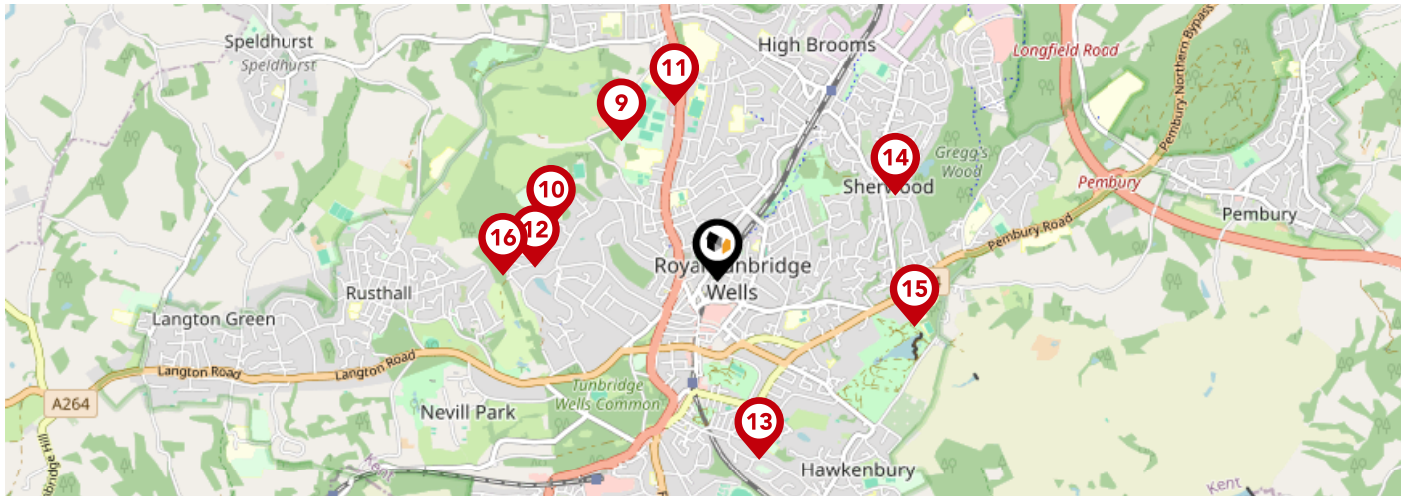 Speldhurst
Speldhurst
High Brooms
Longfield Road
Pembury Northern Bypass
11
9
14
Gregg's
Wood
Sherwood
Pembury
10
Pembury
Pembury Road
16
12
Royal Tunbridge
Wells
15
Rusthall
Langton Green
Langton Road
Langton Road
A264
Tunbridge
Wells Common
Nevill Park
13
Hawkenbury
Kent
Kent